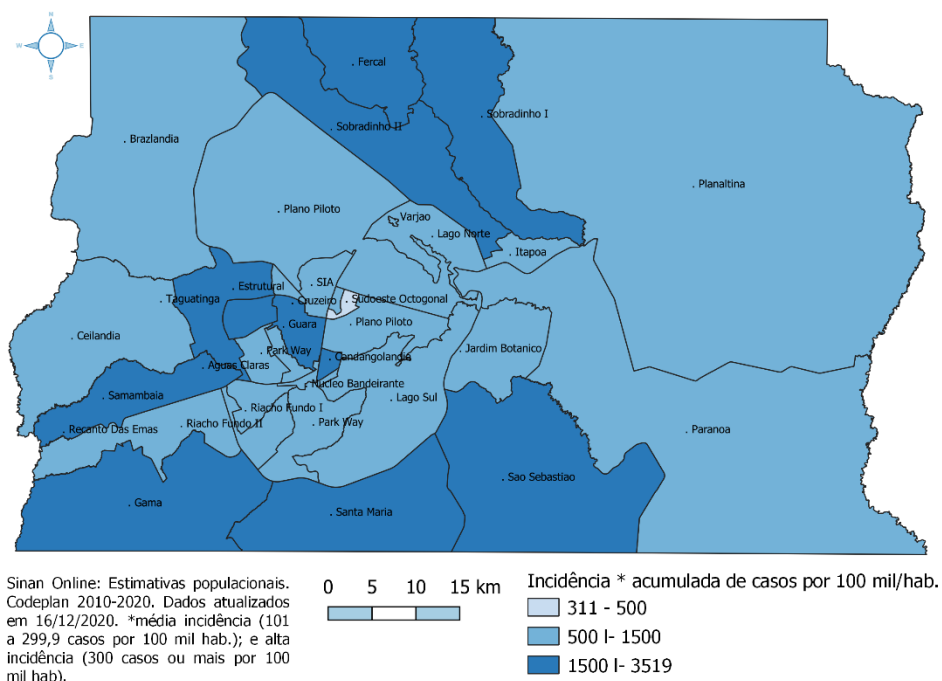 N
W
E
S
. Fercal
. Sobradinho II
. Sobradinho I
. Brazlandia
. Planaltina
. Plano Piloto
Varjao
. Lago Norte
. Itapoa
. SIA
. Estrutural
. Taguatinga
. Cruzeiro
. Sudoeste Octogonal
. Guara
. Plano Piloto
. Ceilandia
. Park Way
. Candangolandia
. Jardim Botanico
. Aguas Claras
. Nucleo Bandeirante
. Samambaia
. Lago Sul
. Riacho Fundo I
. Recanto Das Emas
. Riacho Fundo II
. Park Way
. Paranoa
. Sao Sebastiao
. Gama
. Santa Maria
Sinan Online: Estimativas populacionais.
Codeplan 2010-2020. Dados atualizados
em 16/12/2020. *média incidência (101
a 299,9 casos por 100 mil hab.); e alta
incidência (300 casos ou mais por 100
mil hab).
0 5 10 15 km
Incidência * acumulada de casos por 100 mil/hab.
311 - 500
500 l- 1500
1500 l- 3519